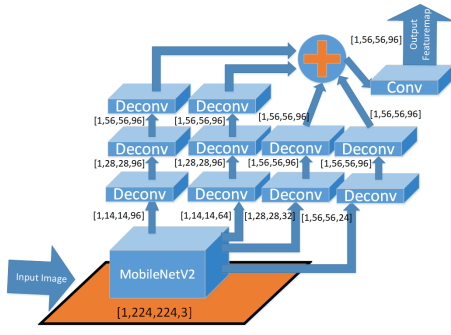 [1,56,56,96]
Output
Featuremap
Conv
Deconv
Deconv
[1,56,56,96]
[1,56,56,96]
[1,56,56,96]
[1,56,56,96]
Deconv
Deconv
Deconv
Deconv
[1,28,28,96]
[1,28,28,96]
[1,56,56,96]
[1,56,56,96]
Deconv
Deconv
Deconv
Deconv
[1,14,14,96]
[1,14,14,64]
[1,28,28,32]
[1,56,56,24]
MobileNetV2
Input Image
[1,224,224,3]